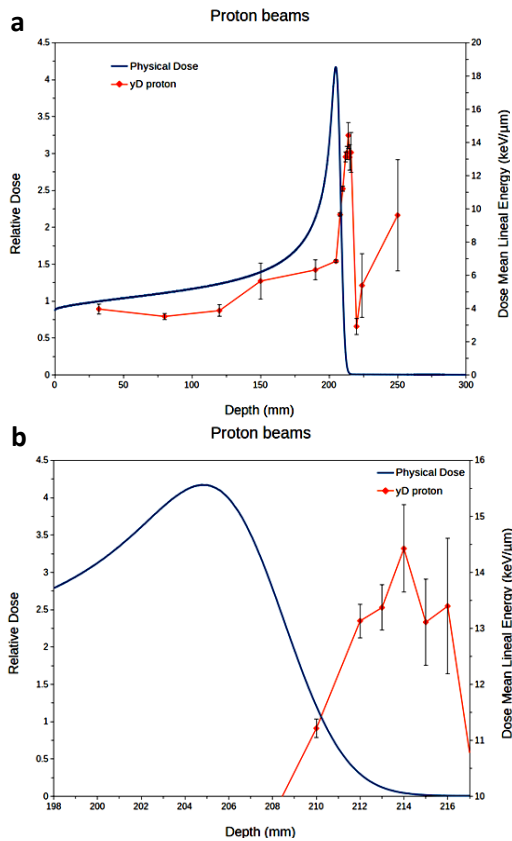 a
Proton beams
Physical Dose
yD proton
4.5
4
3.5
3
2.5
2
1.5
1
0.5
0
Relative Dose
20
18
16
14
12
10
8
6
4
2
0
Dose Mean Lineal Energy (keV/µm)
0 50 100 150 200 250 300
Depth (mm)
b
Proton beams
Physical Dose
yD proton
4.5
4
3.5
3
2.5
2
1.5
1
0.5
0
Relative Dose
16
15
14
13
12
11
10
Dose Mean Lineal Energy (keV/µm)
198 200 202 204 206 208 210 212 214 216
Depth (mm)